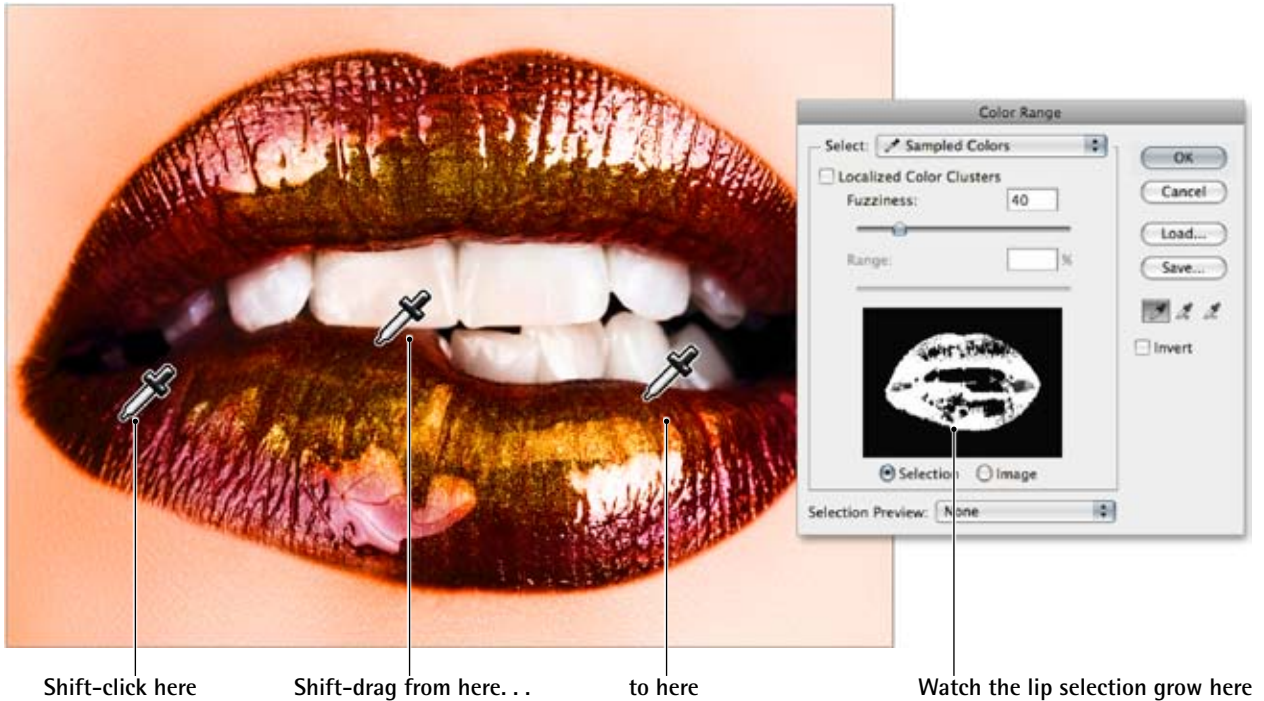 Color Range
Select: Sampled Colors
Localized Color Clusters
Fuzziness: 40
Range: %
Selection Image
Selection Preview: None
OK
Cancel
Load...
Save...
Invert
Shift-click here
Shift-drag from here. . .
to here
Watch the lip selection grow here